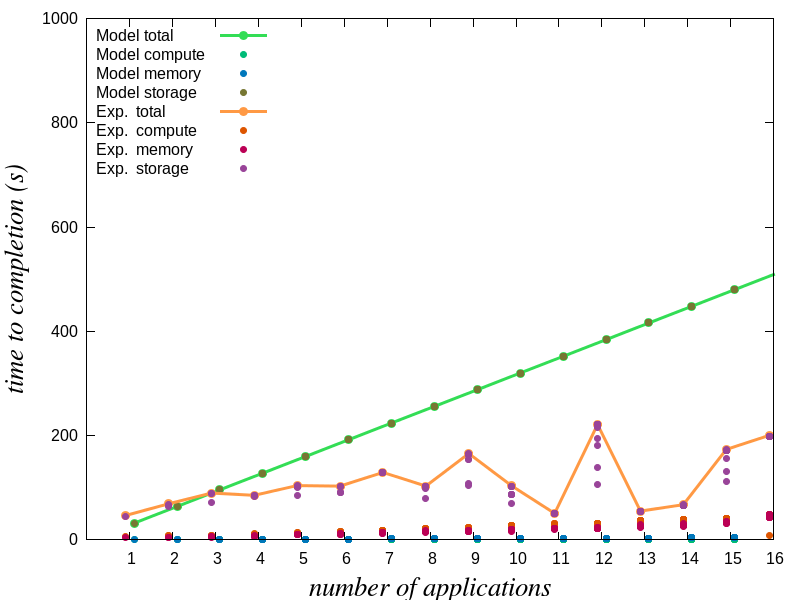 1000
800
600
400
200
0
time to completion (s)
Model total
Model compute
Model memory
Model storage
Exp. total
Exp. compute
Exp. memory
Exp. storage
1 2 3 4 5 6 7 8 9 10 11 12 13 14 15 16
number of applications